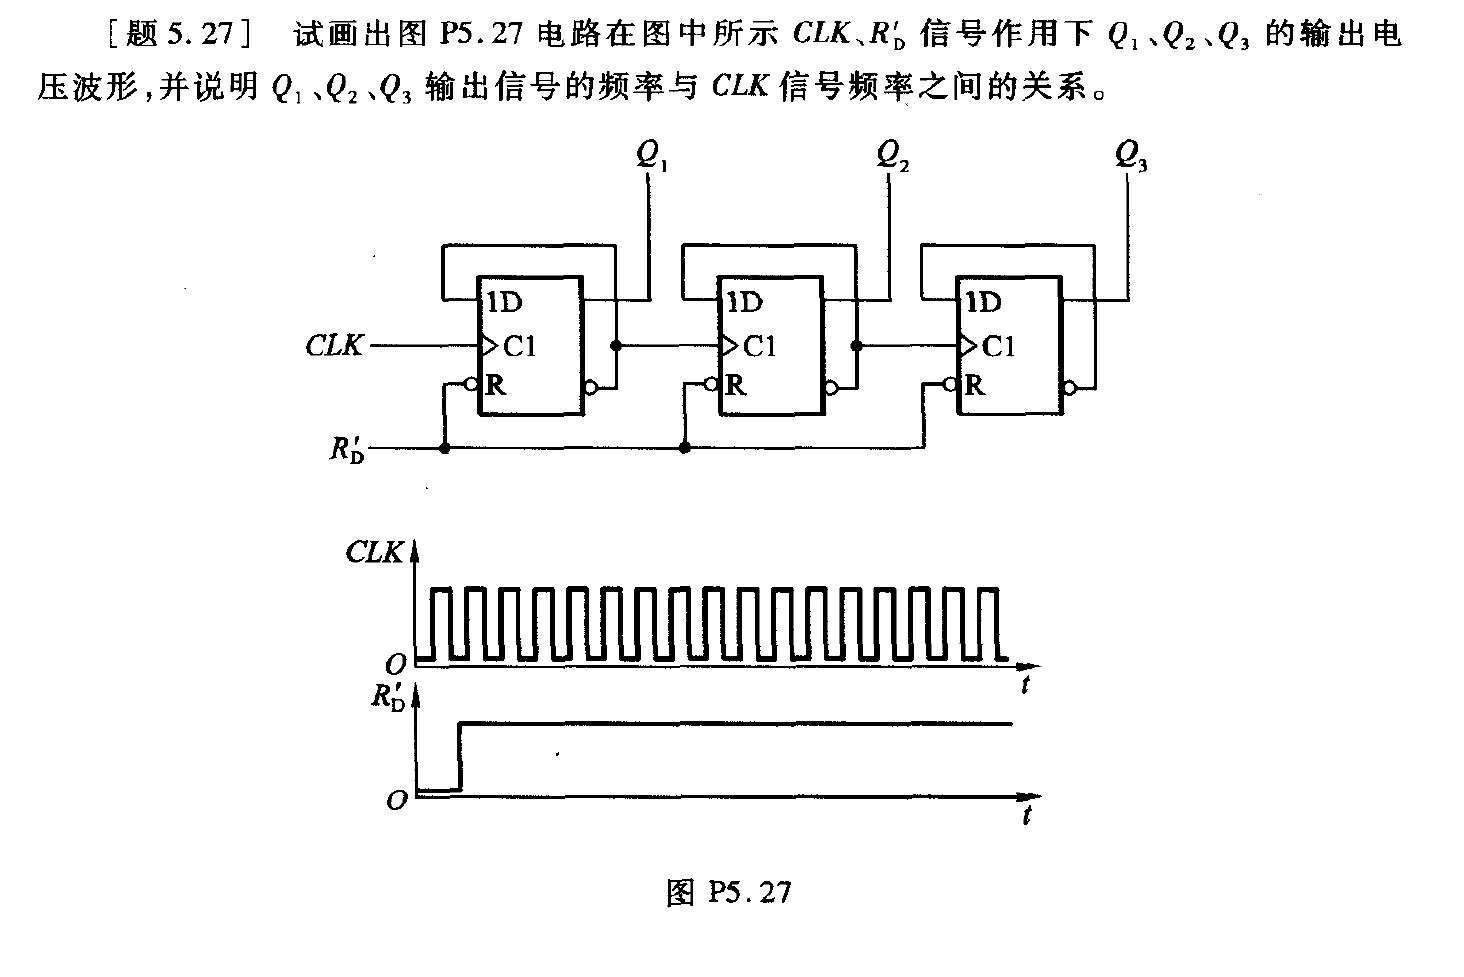 [题5.27] 试画出图 P5.27 电路在图中所示 CLK、R′D 信号作用下 Q1、Q2、Q3 的输出电
压波形,并说明 Q1、Q2、Q3 输出信号的频率与 CLK 信号频率之间的关系。
Q1 Q2 Q3
1D 1D 1D
CLK C1 C1 C1
R R R
R′D
CLK
O
t
R′D
O
t
图 P5.27